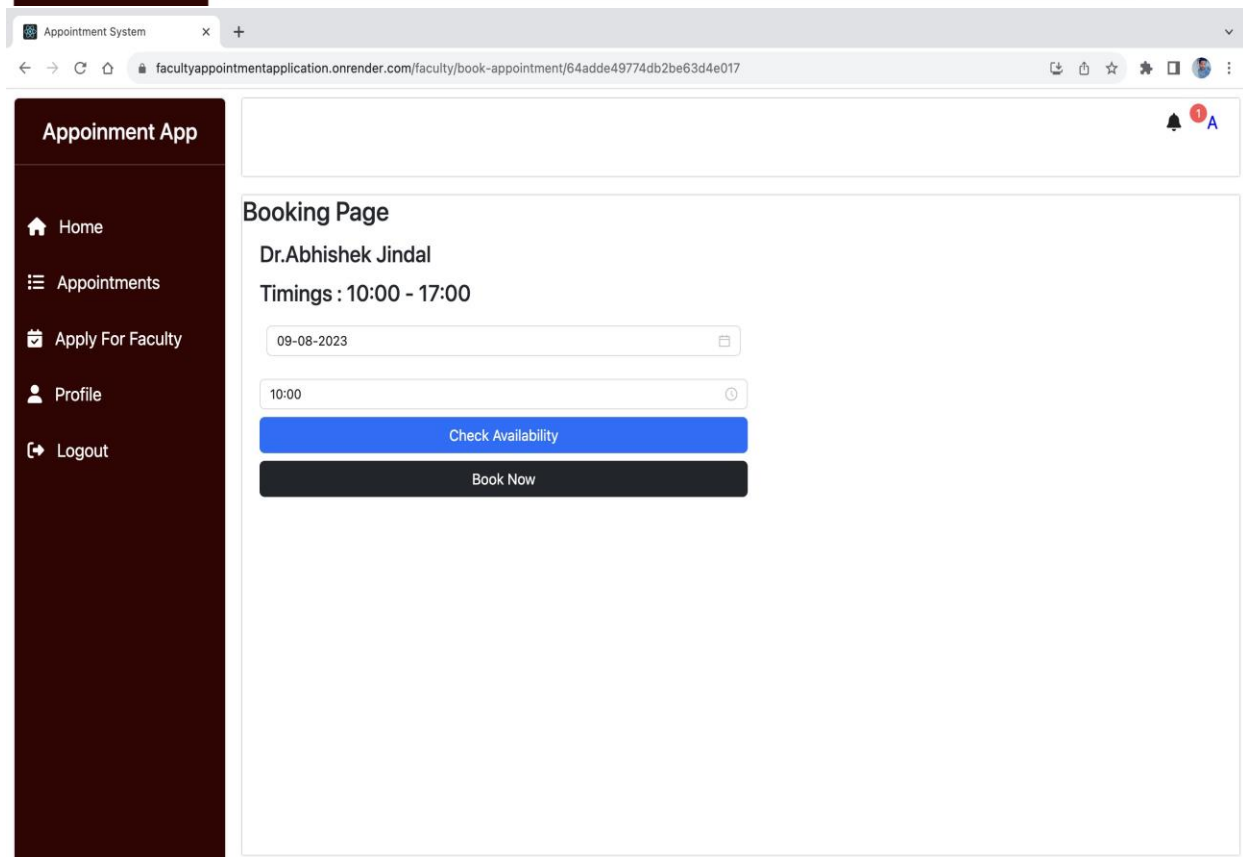 Appointment System
facultyappointmentapplication.onrender.com/faculty/book-appointment/64adde49774db2be63d4e017
Appoinment App
1
A
Home
Appointments
Apply For Faculty
Profile
Logout
Booking Page
Dr.Abhishek Jindal
Timings : 10:00 - 17:00
09-08-2023
10:00
Check Availability
Book Now